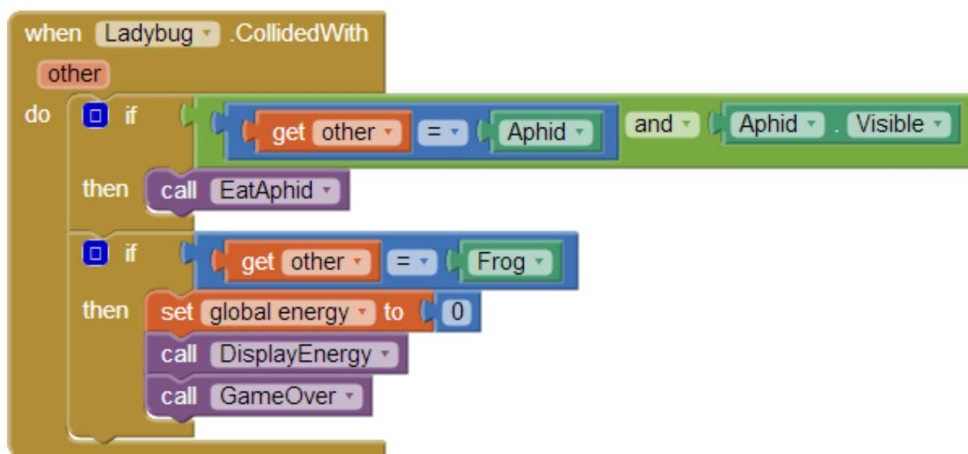 when Ladybug .CollidedWith
other
do if get other = Aphid and Aphid . Visible
then call EatAphid
if get other = Frog
then set global energy to 0
call DisplayEnergy
call GameOver